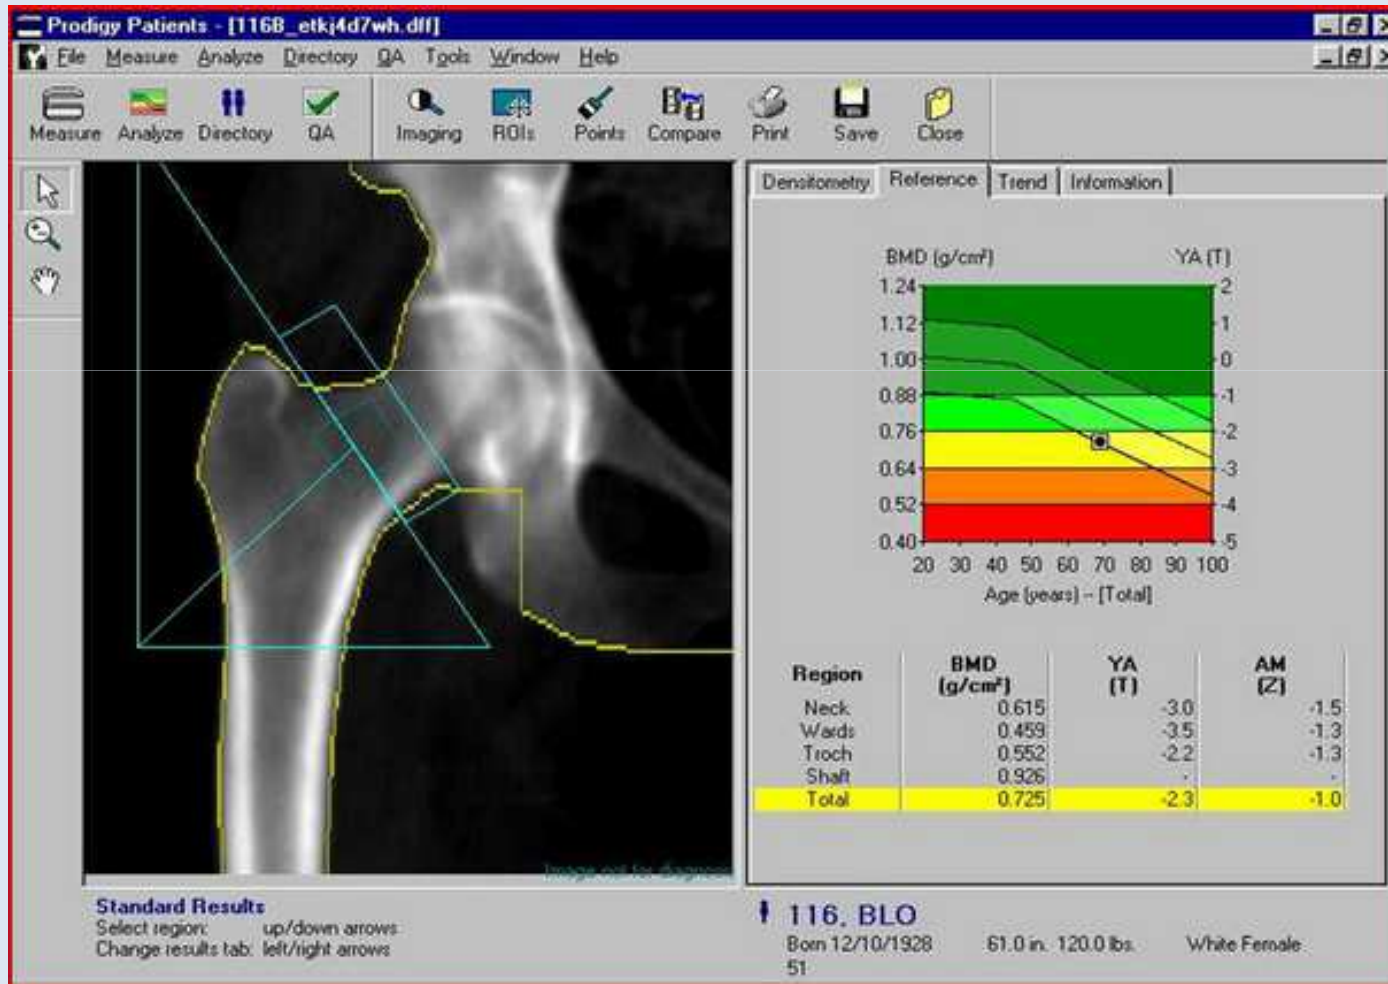 Prodigy Patients - [116B_etkj4d7wh.dff]
File Measure Analyze Directory QA Tools Window Help
Measure Analyze Directory QA Imaging ROIs Points Compare Print Save Close
Densitometry Reference Trend Information
BMD (g/cm²) YA (T)
1.24 2
1.12 1
1.00 0
0.88 -1
0.76 -2
0.64 -3
0.52 -4
0.40 -5
20 30 40 50 60 70 80 90 100
Age (years) - [Total]
Region BMD (g/cm²) YA (T) AM (Z)
Neck 0.615 -3.0 -1.5
Wards 0.459 -3.5 -1.3
Troch 0.552 -2.2 -1.3
Shaft 0.926 - -
Total 0.725 -2.3 -1.0
Image not for diagnosis
Standard Results
Select region: up/down arrows
Change results tab: left/right arrows
116, BLO
Born 12/10/1928 61.0 in. 120.0 lbs. White Female
51